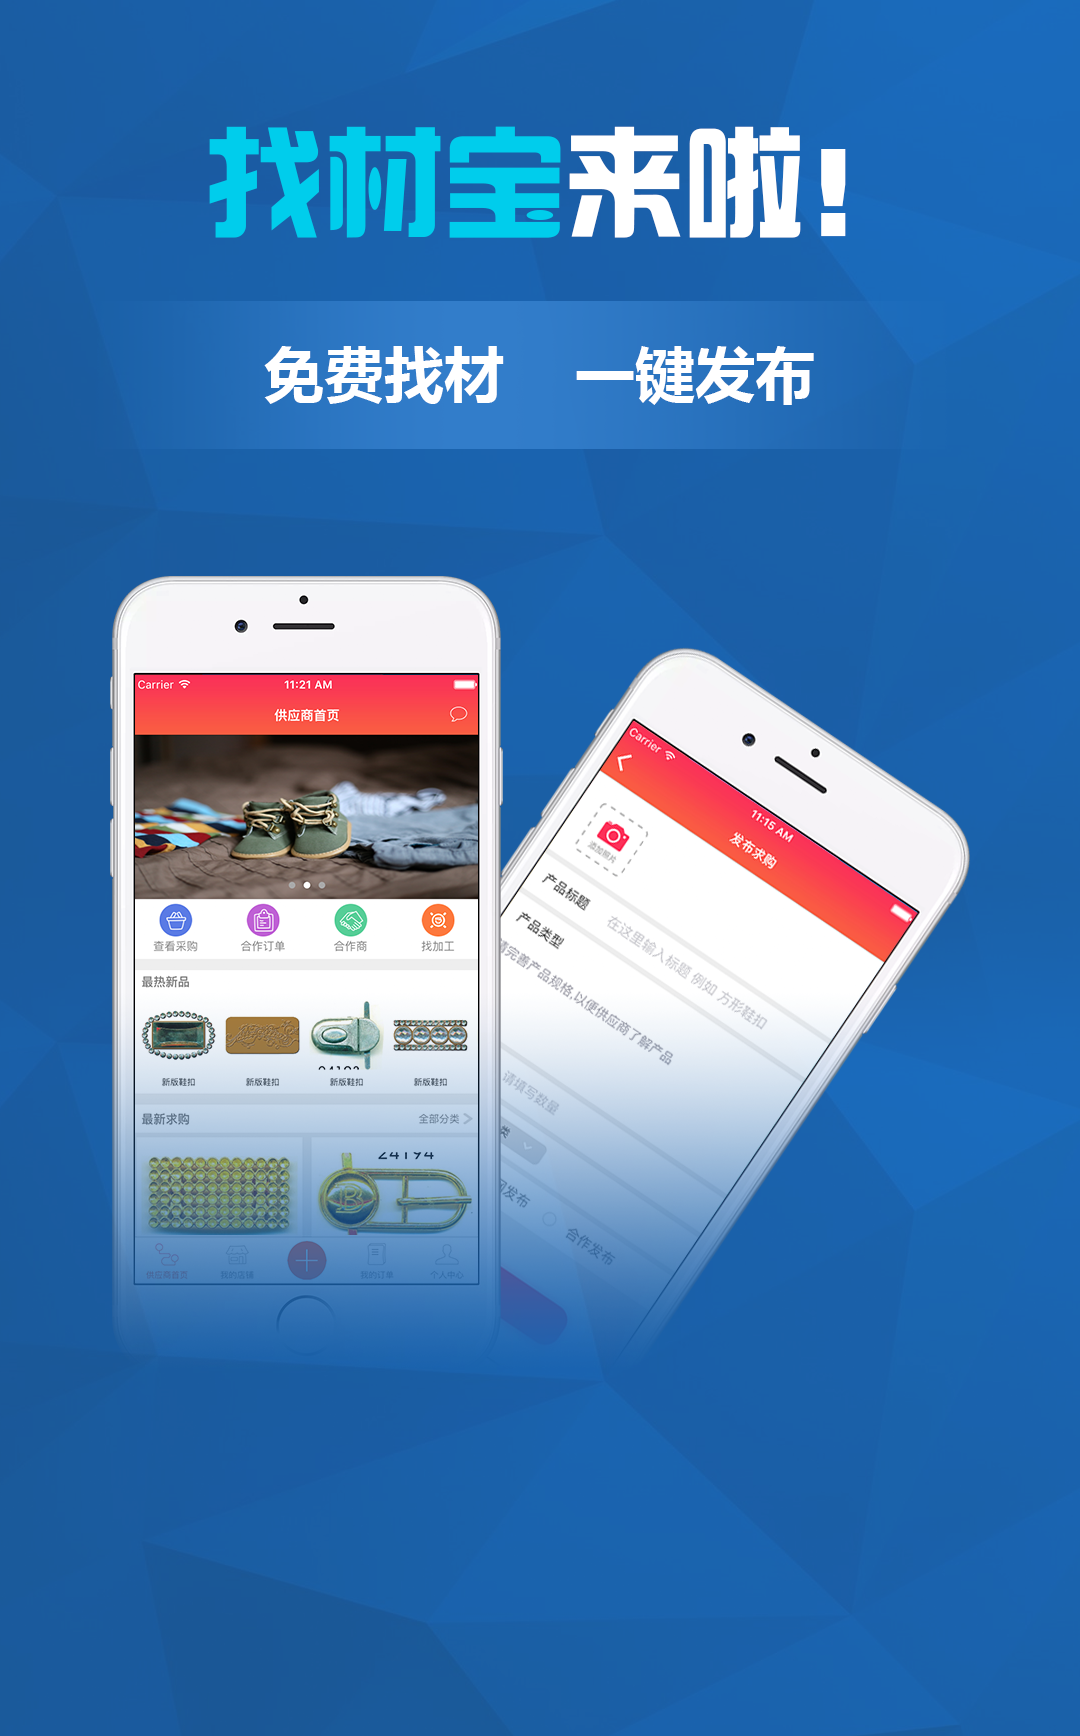 找材宝来啦!
免费找材 一键发布
Carrier 11:21 AM
供应商首页
查看采购 合作订单 合作商 找加工
最热新品
24193
新版鞋扣 新版鞋扣 新版鞋扣 新版鞋扣
最新求购 全部分类
24194
B
供应商首页 我的店铺 我的订单 个人中心
Carrier 11:15 AM
发布求购
添加照片
产品标题 在这里输入标题 例如 方形鞋扣
产品类型
请完善产品规格,以便供应商了解产品
请填写数量
类
发布 合作发布